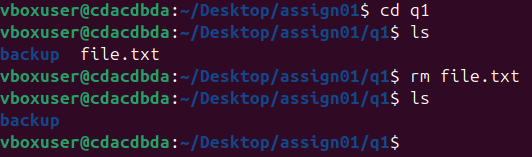 vboxuser@cdacdbda:~/Desktop/assign01$ cd q1
vboxuser@cdacdbda:~/Desktop/assign01/q1$ ls
backup  file.txt
vboxuser@cdacdbda:~/Desktop/assign01/q1$ rm file.txt
vboxuser@cdacdbda:~/Desktop/assign01/q1$ ls
backup
vboxuser@cdacdbda:~/Desktop/assign01/q1$